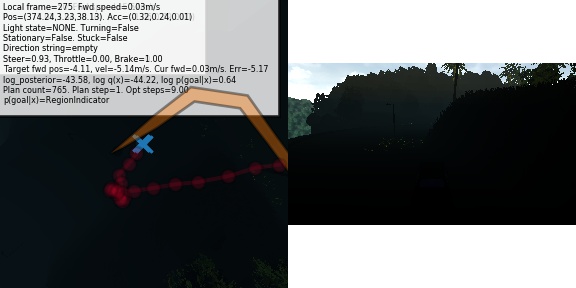 Local frame=275: Fwd speed=0.03m/s
Pos=(374.24,3.23,38.13). Acc=(0.32,0.24,0.01)
Light state=NONE. Turning=False
Stationary=False. Stuck=False
Direction string=empty
Steer=0.93, Throttle=0.00, Brake=1.00
Target fwd pos=-4.11, vel=-5.14m/s. Cur fwd=0.03m/s. Err=-5.17
log_posterior=-43.58, log q(x)=-44.22, log p(goal|x)=0.64
Plan count=765. Plan step=1. Opt steps=9.00
p(goal|x)=RegionIndicator